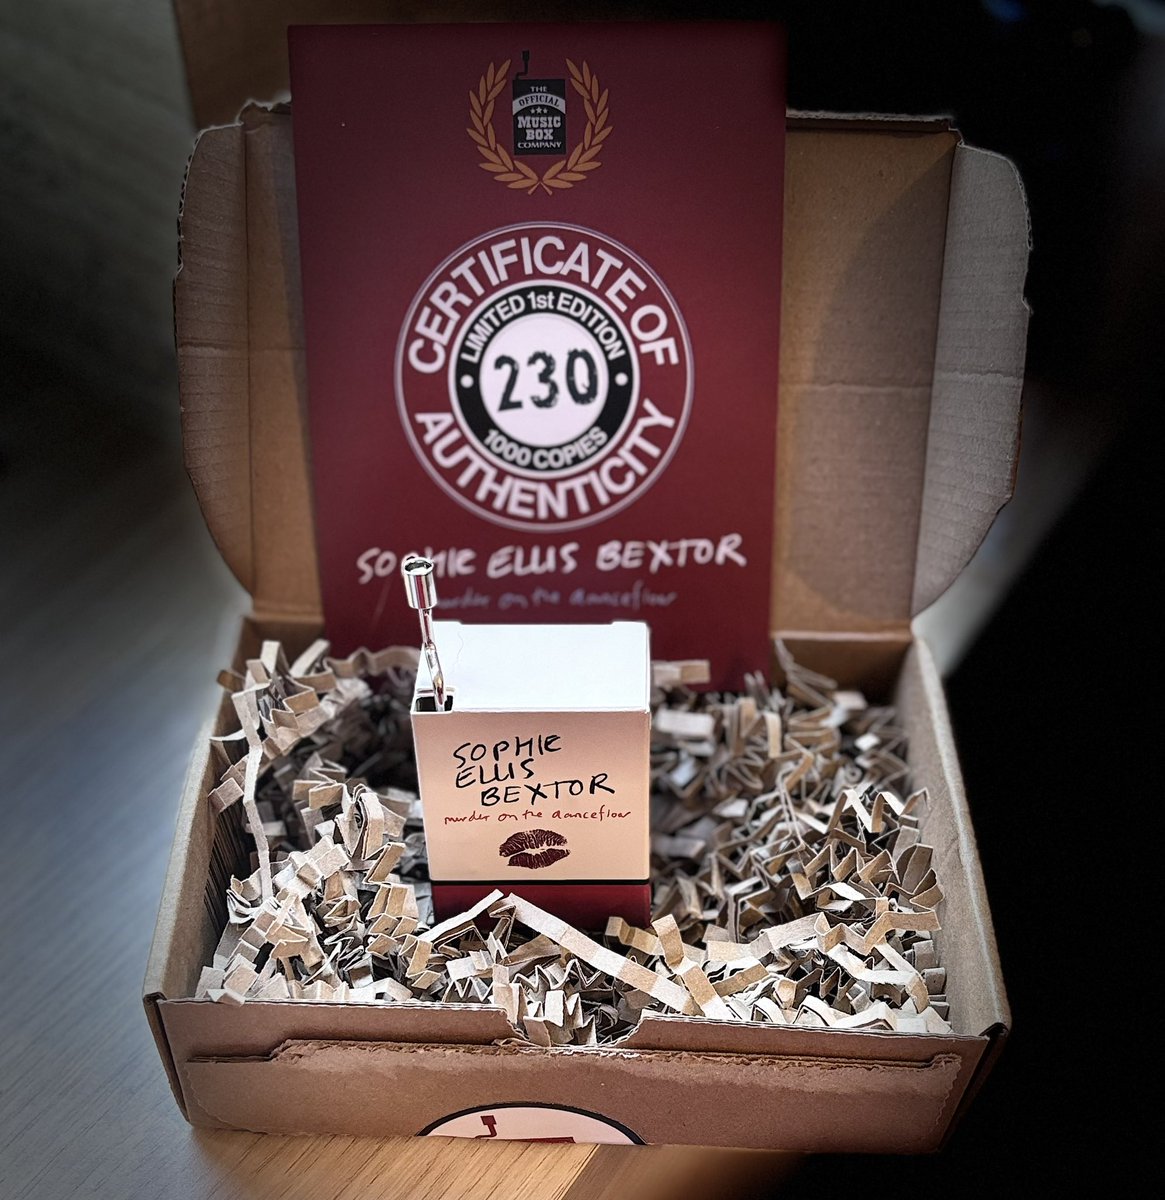 THE
OFFICIAL
MUSIC
BOX
COMPANY
CERTIFICATE OF
LIMITED 1st EDITION
230
1000 COPIES
AUTHENTICITY
SOPHIE ELLIS BEXTOR
murder on the dancefloor
SOPHIE
ELLIS
BEXTOR
murder on the dancefloor